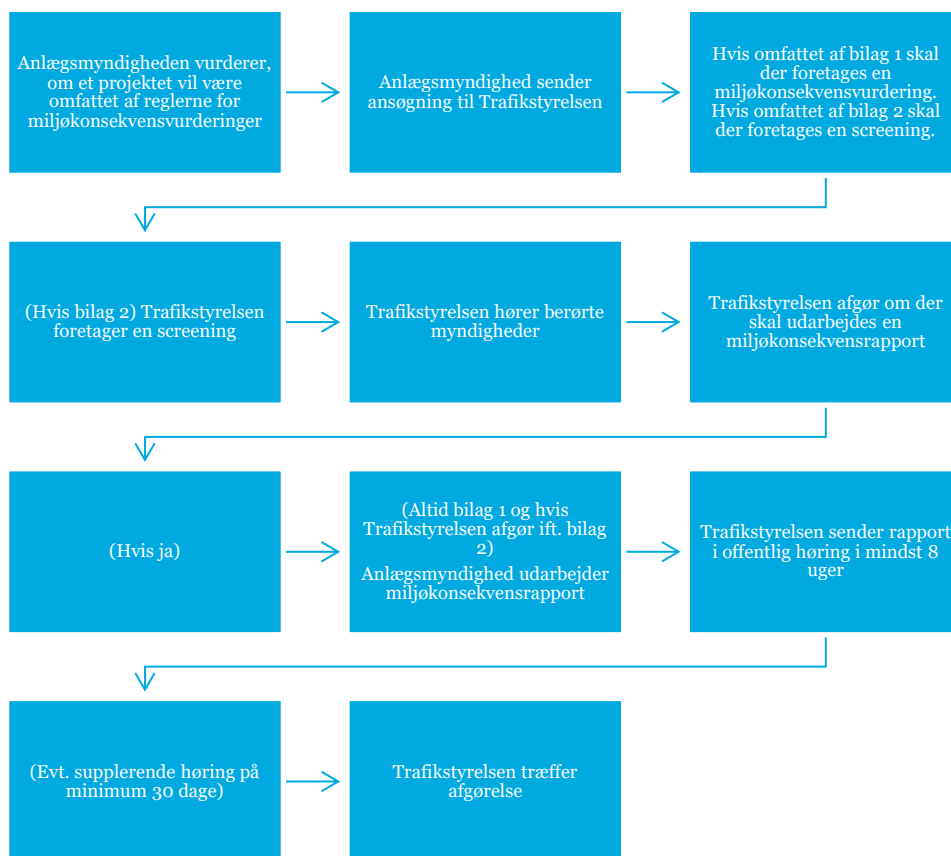 Anlægsmyndigheden vurderer,
om et projektet vil være
omfattet af reglerne for
miljøkonsekvensvurderinger
Anlægsmyndighed sender
ansøgning til Trafikstyrelsen
Hvis omfattet af bilag 1 skal
der foretages en
miljøkonsekvensvurdering.
Hvis omfattet af bilag 2 skal
der foretages en screening.
(Hvis bilag 2) Trafikstyrelsen
foretager en screening
Trafikstyrelsen hører berørte
myndigheder
Trafikstyrelsen afgør om der
skal udarbejdes en
miljøkonsekvensrapport
(Hvis ja)
(Altid bilag 1 og hvis
Trafikstyrelsen afgør ift. bilag
2)
Anlægsmyndighed udarbejder
miljøkonsekvensrapport
Trafikstyrelsen sender rapport
i offentlig høring i mindst 8
uger
(Evt. supplerende høring på
minimum 30 dage)
Trafikstyrelsen træffer
afgørelse